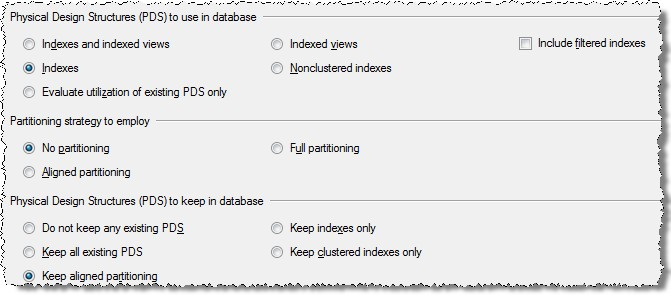 Physical Design Structures (PDS) to use in database
Indexes and indexed views Indexed views Include filtered indexes
Indexes Nonclustered indexes
Evaluate utilization of existing PDS only
Partitioning strategy to employ
No partitioning Full partitioning
Aligned partitioning
Physical Design Structures (PDS) to keep in database
Do not keep any existing PDS Keep indexes only
Keep all existing PDS Keep clustered indexes only
Keep aligned partitioning